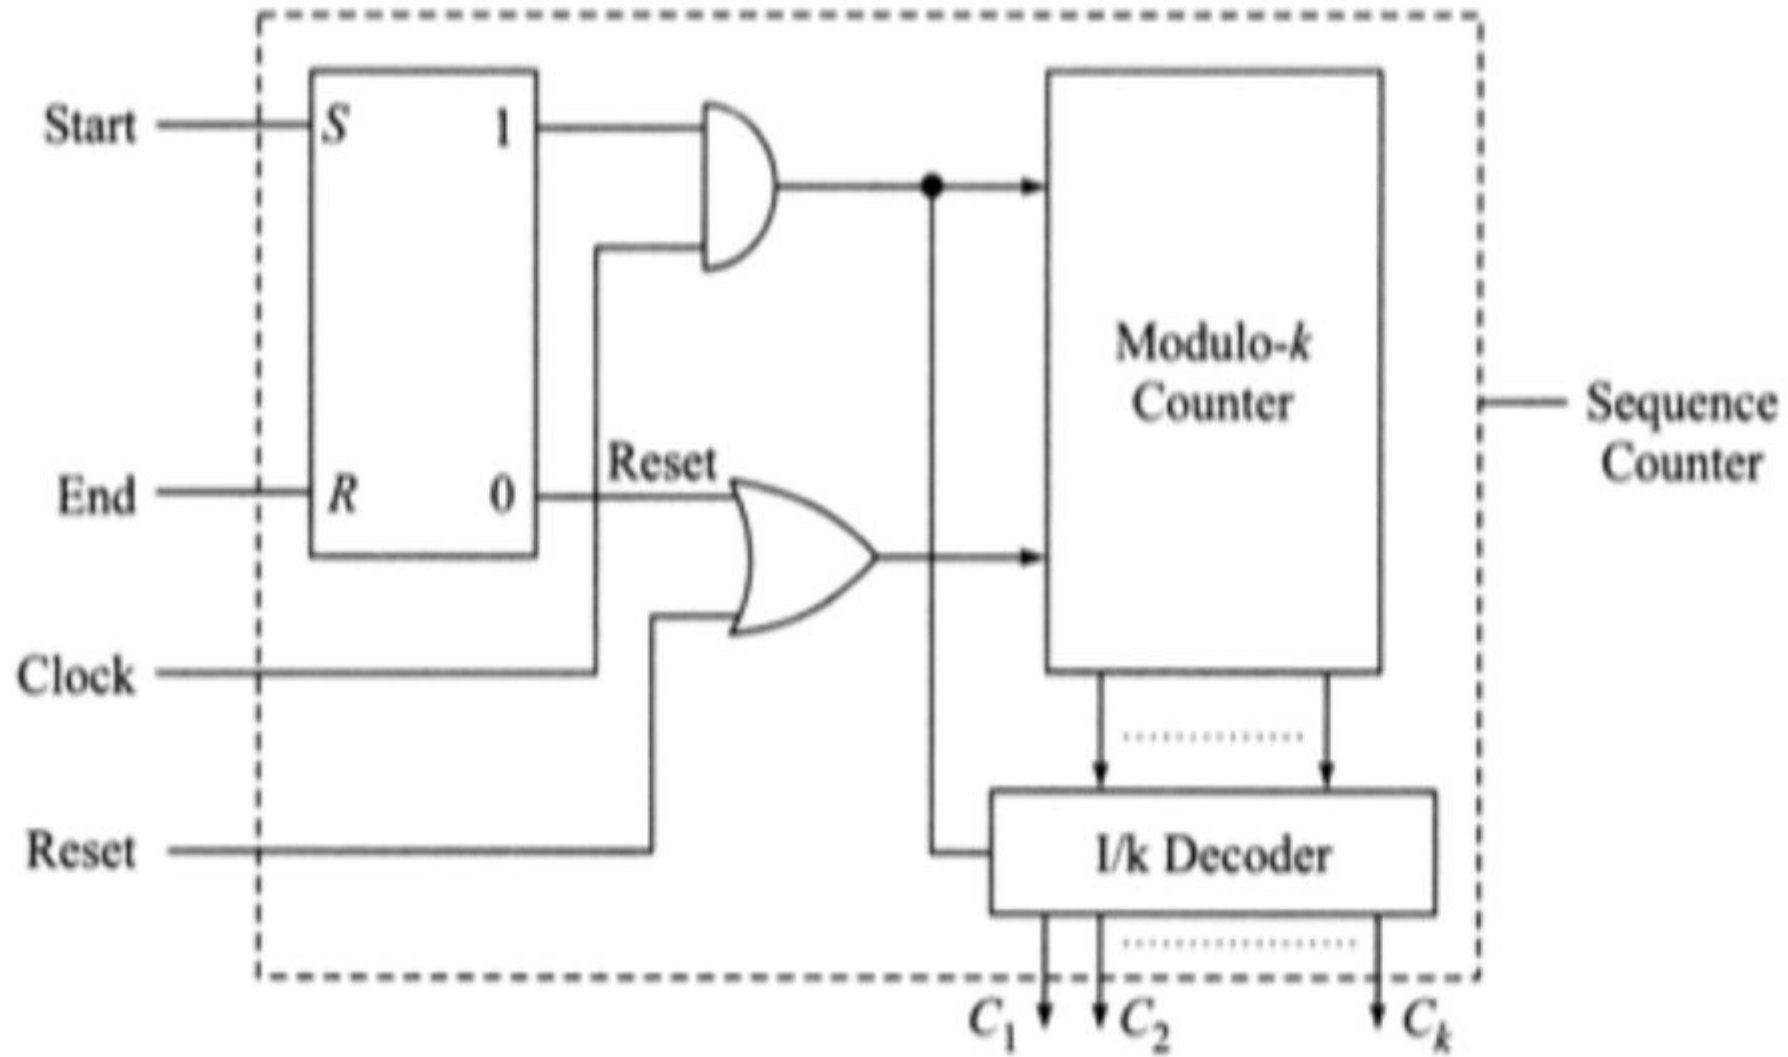 Start
S
1
Modulo-k
Counter
Sequence
Counter
Reset
End
R
0
Clock
Reset
I/k Decoder
C1
C2
Ck